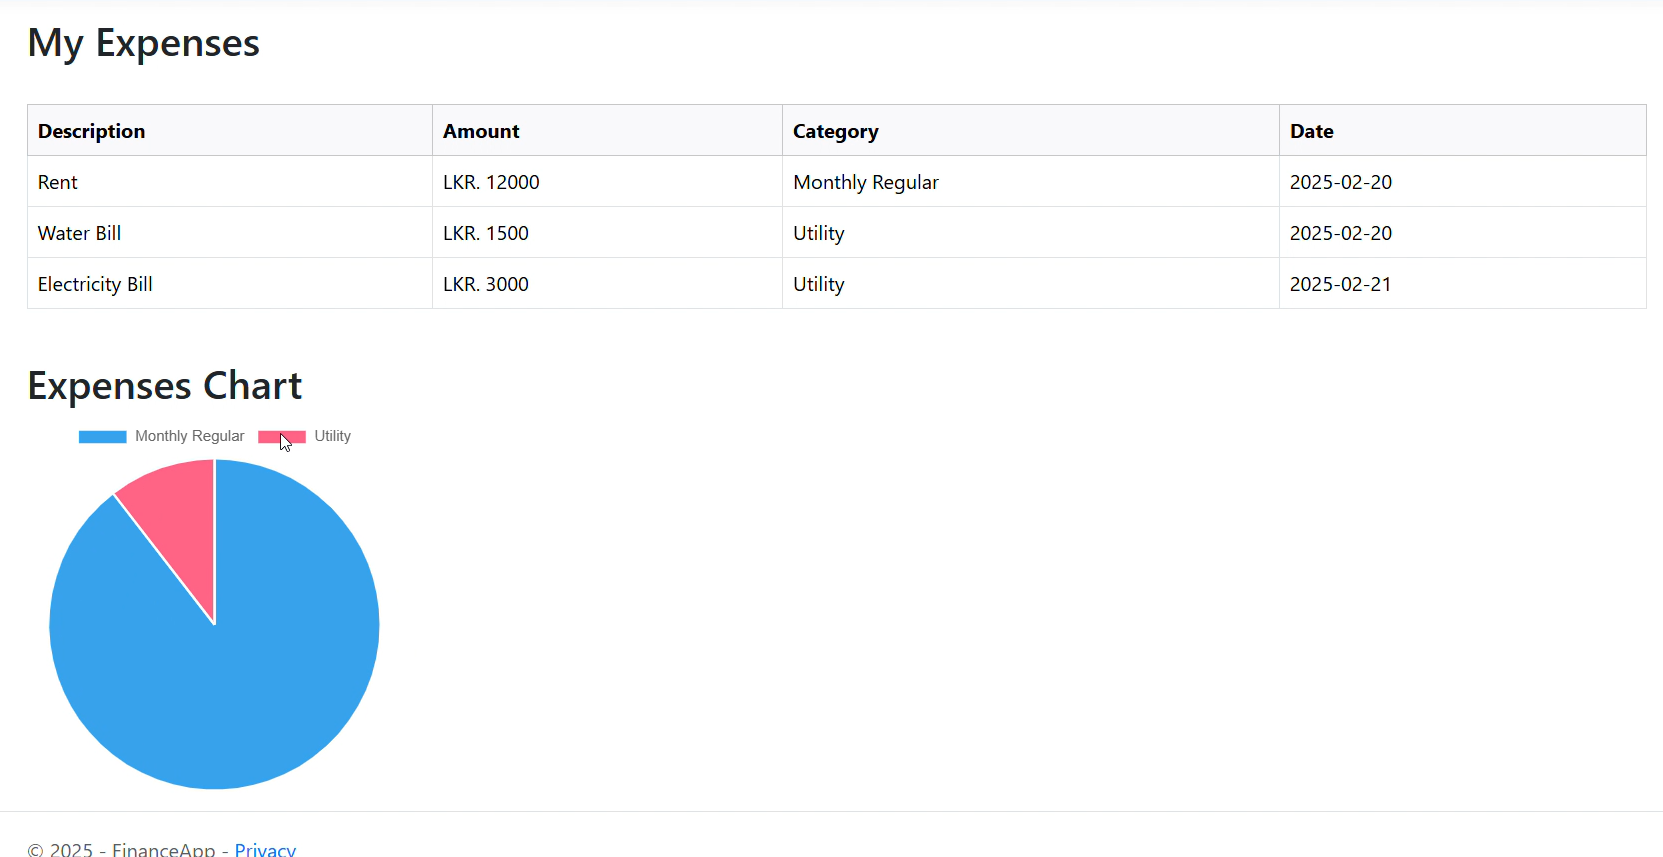 My Expenses
Description Amount Category Date
Rent LKR. 12000 Monthly Regular 2025-02-20
Water Bill LKR. 1500 Utility 2025-02-20
Electricity Bill LKR. 3000 Utility 2025-02-21
Expenses Chart
Monthly Regular Utility
© 2025 - FinanceApp - Privacy